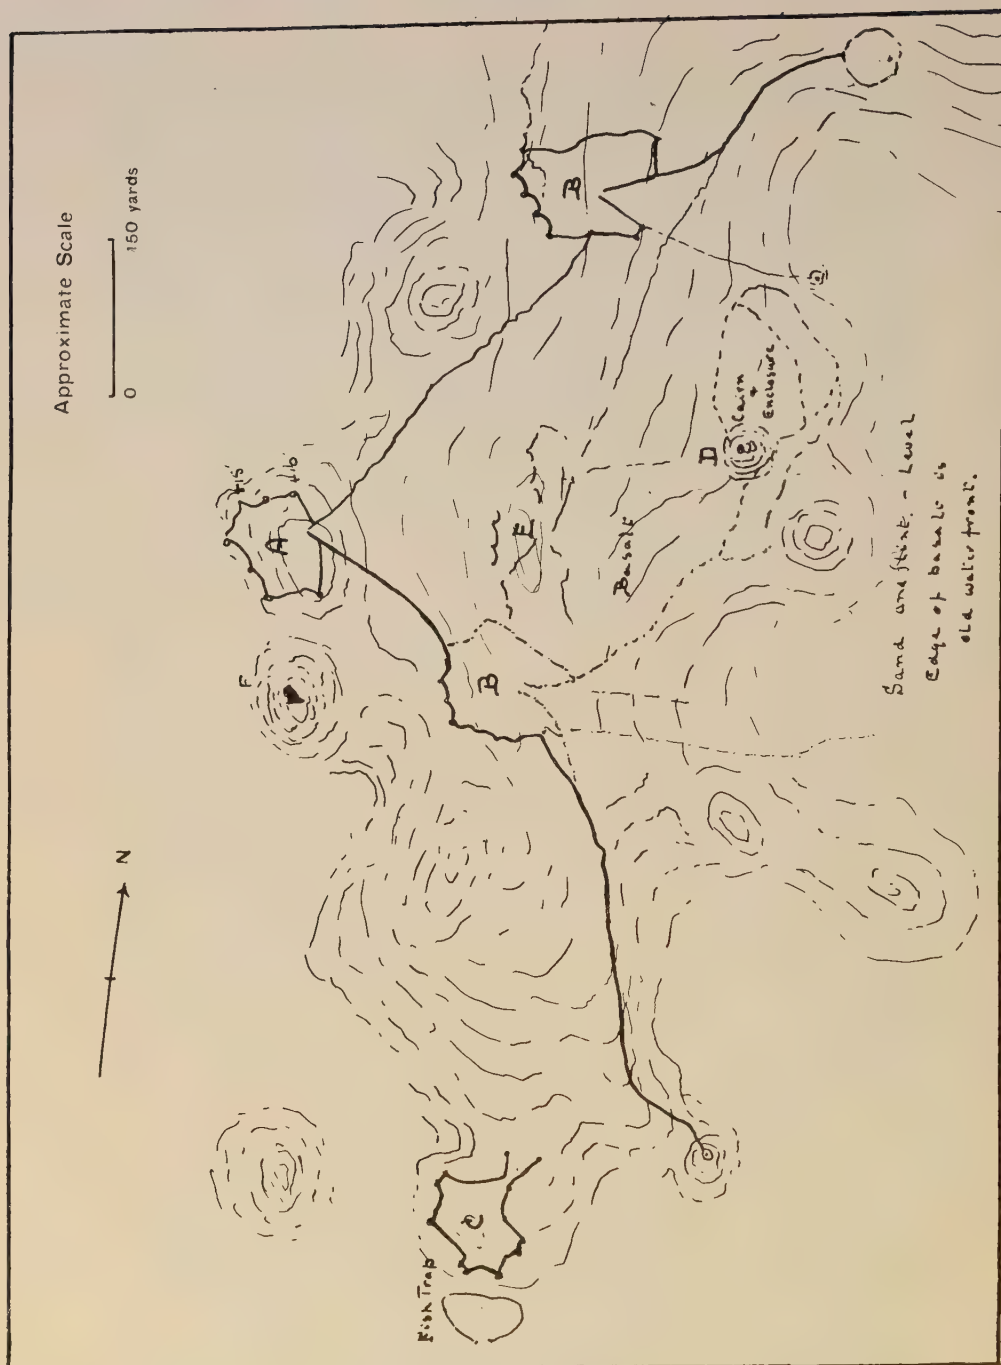 Approximate Scale
0 150 yards
N
F
A
B
B
E
Basalt
D
Cairn
+
Enclosure
Fish Trap
C
Sand and flint. - Level
Edge of basalt is
old water front.